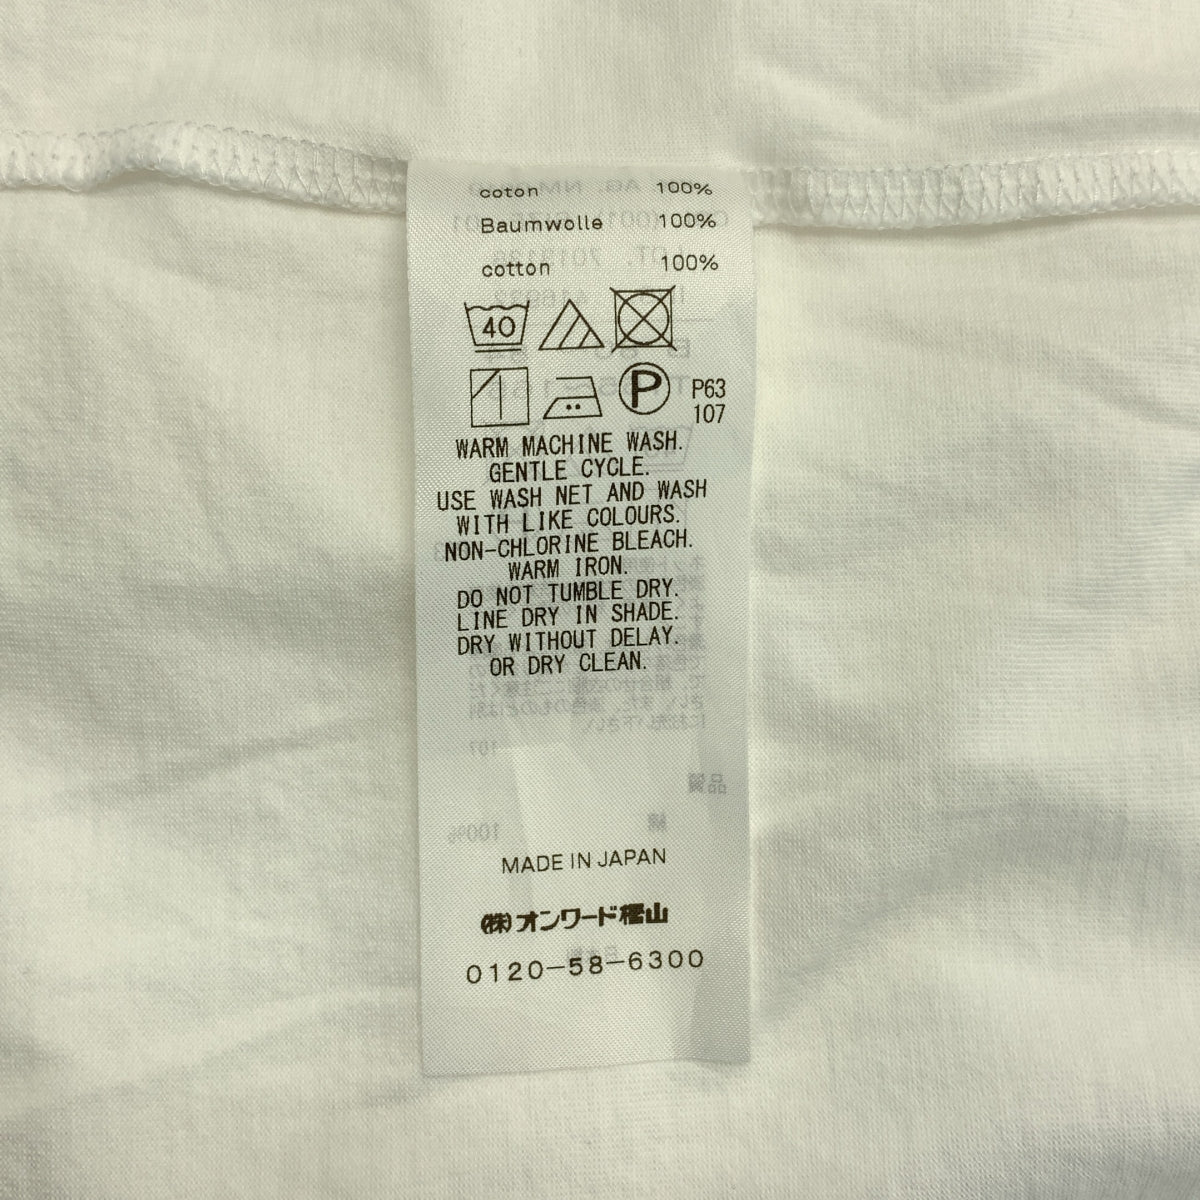 coton 100%
Baumwolle 100%
cotton 100%
40
P P63
107
WARM MACHINE WASH.
GENTLE CYCLE.
USE WASH NET AND WASH
WITH LIKE COLOURS.
NON-CHLORINE BLEACH.
WARM IRON.
DO NOT TUMBLE DRY.
LINE DRY IN SHADE.
DRY WITHOUT DELAY.
OR DRY CLEAN.
MADE IN JAPAN
(株)オンワード樫山
0120-58-6300